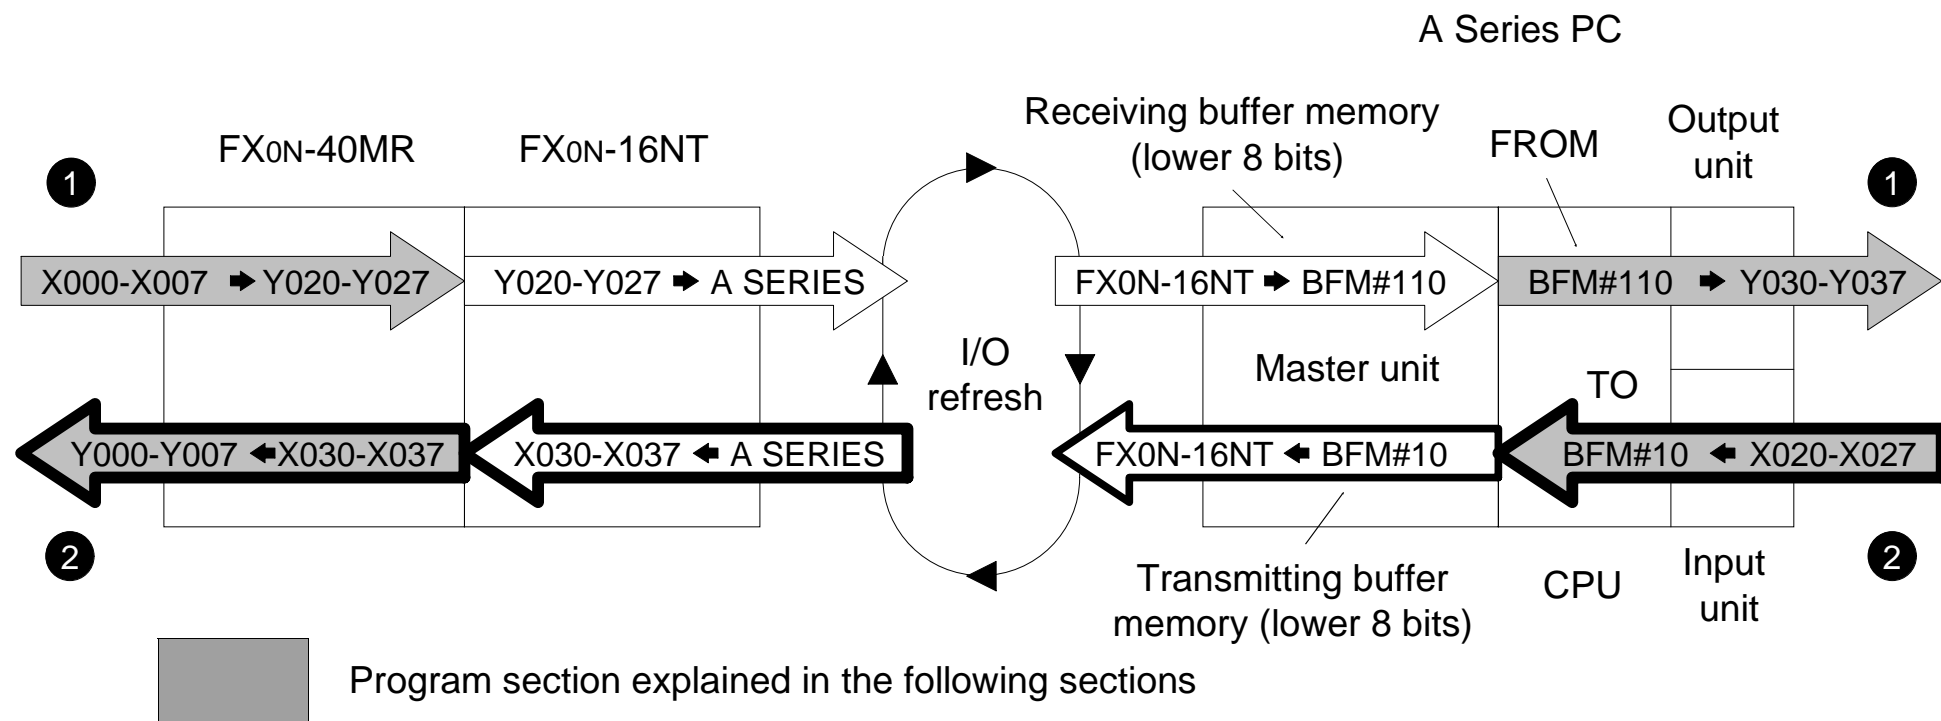 A Series PC
Receiving buffer memory
(lower 8 bits)
FROM
Output
unit
FX0N-40MR
FX0N-16NT
1
1
X000-X007 → Y020-Y027
Y020-Y027 → A SERIES
FX0N-16NT → BFM#110
BFM#110 → Y030-Y037
I/O
refresh
Master unit
TO
Y000-Y007 ← X030-X037
X030-X037 ← A SERIES
FX0N-16NT ← BFM#10
BFM#10 ← X020-X027
2
2
Transmitting buffer
memory (lower 8 bits)
CPU
Input
unit
Program section explained in the following sections